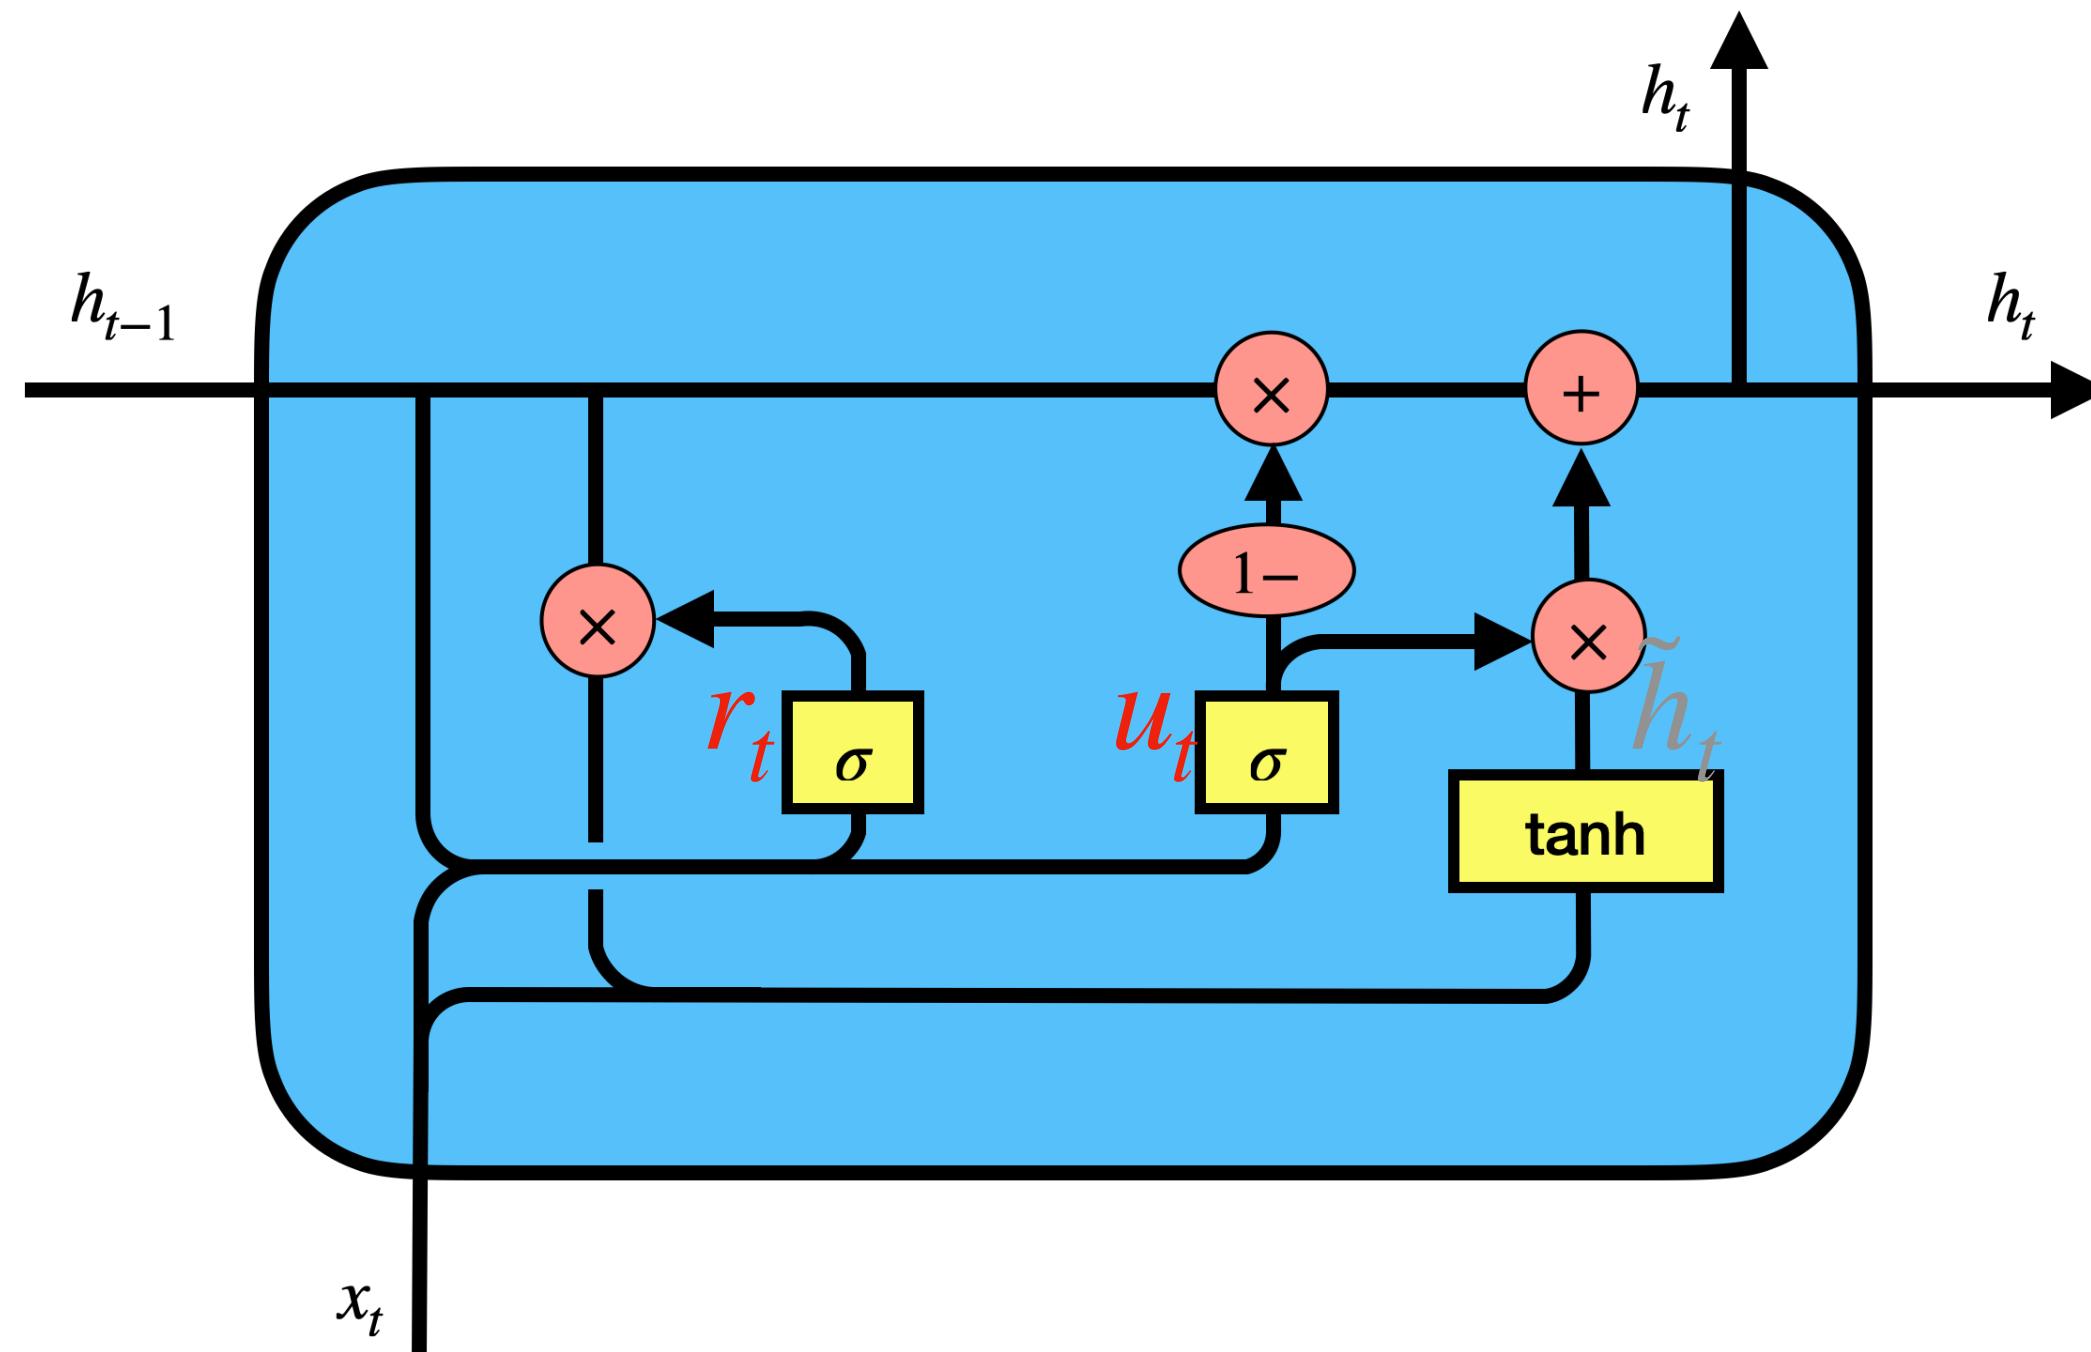 h_t
h_{t-1}
h_t
×
+
1−
×
×
h̃_t
r_t
σ
u_t
σ
tanh
x_t